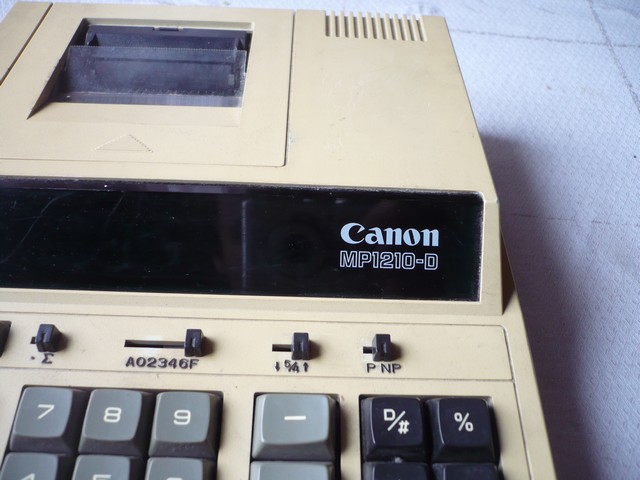 Canon
MP1210-D
· Σ
A02346F
↓ 5/4 ↑
P NP
7 8 9 − D/# %